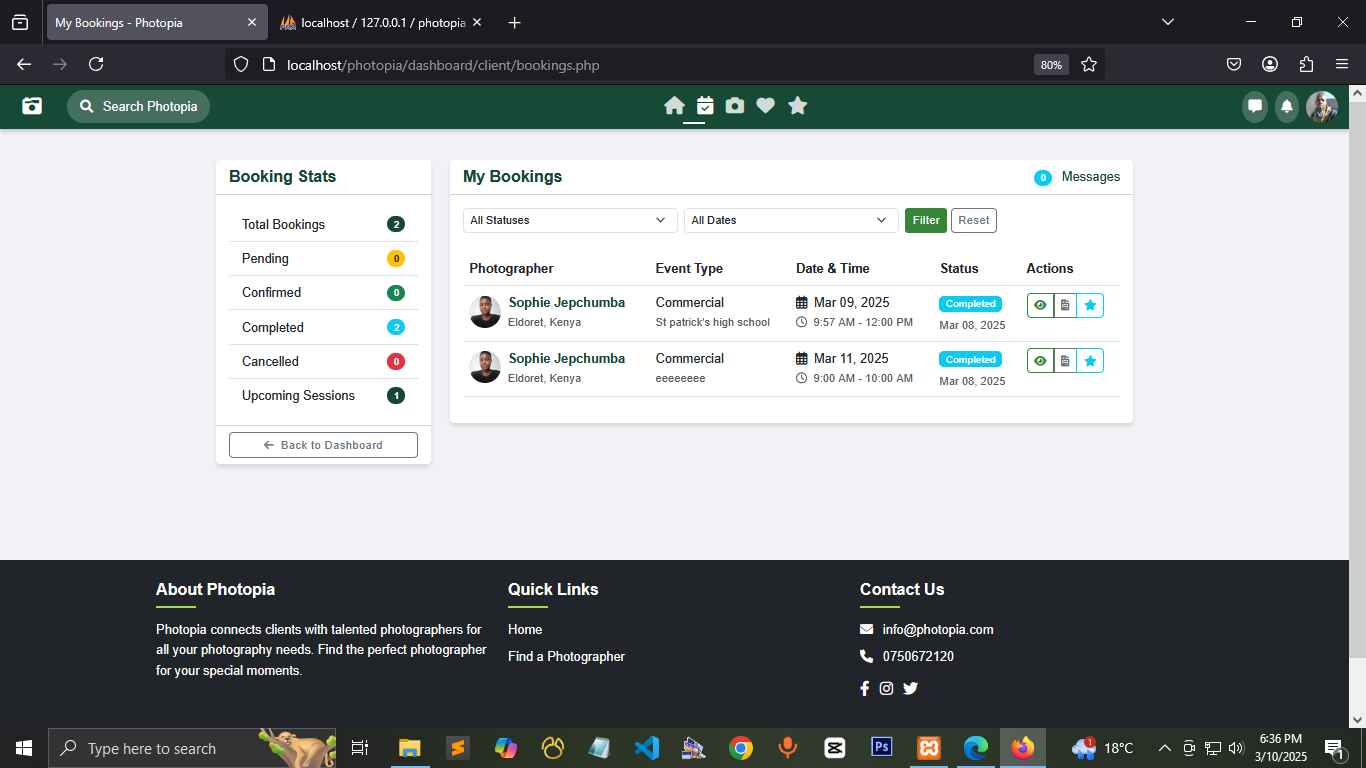 My Bookings - Photopia
localhost / 127.0.0.1 / photopia
localhost/photopia/dashboard/client/bookings.php
80%
Search Photopia
Booking Stats
Total Bookings 2
Pending 0
Confirmed 0
Completed 2
Cancelled 0
Upcoming Sessions 1
Back to Dashboard
My Bookings
0 Messages
All Statuses
All Dates
Filter
Reset
Photographer Event Type Date & Time Status Actions
Sophie Jepchumba Commercial Mar 09, 2025 Completed
Eldoret, Kenya St patrick's high school 9:57 AM - 12:00 PM Mar 08, 2025
Sophie Jepchumba Commercial Mar 11, 2025 Completed
Eldoret, Kenya eeeeeeee 9:00 AM - 10:00 AM Mar 08, 2025
About Photopia
Photopia connects clients with talented photographers for
all your photography needs. Find the perfect photographer
for your special moments.
Quick Links
Home
Find a Photographer
Contact Us
info@photopia.com
0750672120
Type here to search
Ps
1
18°C
6:36 PM
3/10/2025
1